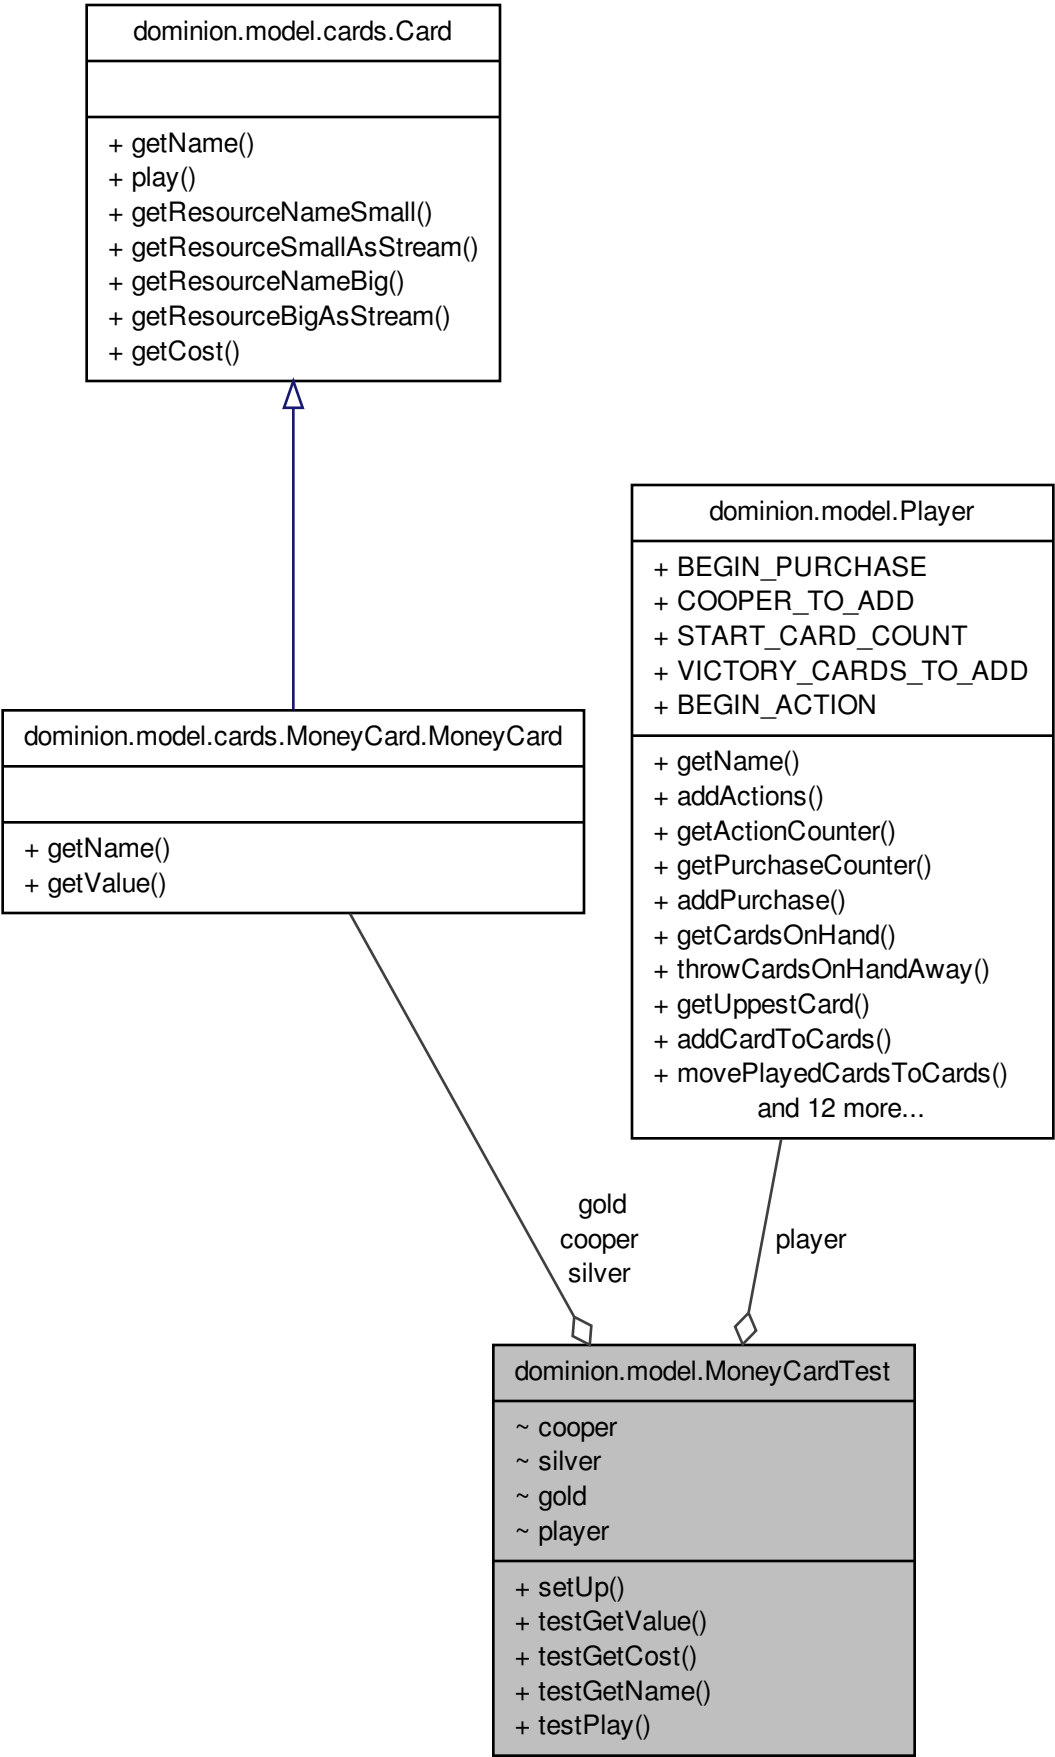 dominion.model.cards.Card
+ getName()
+ play()
+ getResourceNameSmall()
+ getResourceSmallAsStream()
+ getResourceNameBig()
+ getResourceBigAsStream()
+ getCost()
dominion.model.Player
+ BEGIN_PURCHASE
+ COOPER_TO_ADD
+ START_CARD_COUNT
+ VICTORY_CARDS_TO_ADD
+ BEGIN_ACTION
+ getName()
+ addActions()
+ getActionCounter()
+ getPurchaseCounter()
+ addPurchase()
+ getCardsOnHand()
+ throwCardsOnHandAway()
+ getUppestCard()
+ addCardToCards()
+ movePlayedCardsToCards()
and 12 more...
dominion.model.cards.MoneyCard.MoneyCard
+ getName()
+ getValue()
gold
cooper
silver
player
dominion.model.MoneyCardTest
~ cooper
~ silver
~ gold
~ player
+ setUp()
+ testGetValue()
+ testGetCost()
+ testGetName()
+ testPlay()